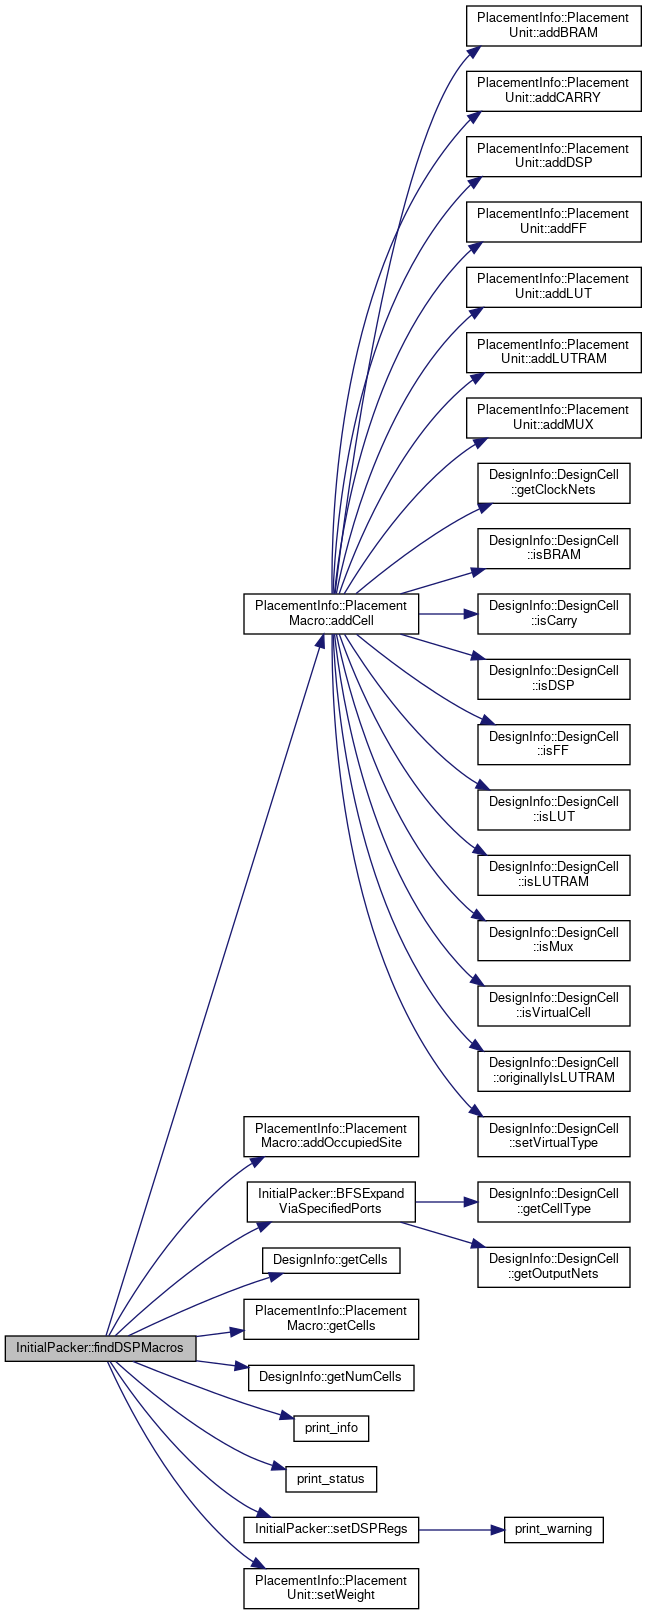 PlacementInfo::Placement
Unit::addBRAM
PlacementInfo::Placement
Unit::addCARRY
PlacementInfo::Placement
Unit::addDSP
PlacementInfo::Placement
Unit::addFF
PlacementInfo::Placement
Unit::addLUT
PlacementInfo::Placement
Unit::addLUTRAM
PlacementInfo::Placement
Unit::addMUX
DesignInfo::DesignCell
::getClockNets
DesignInfo::DesignCell
::isBRAM
PlacementInfo::Placement
Macro::addCell
DesignInfo::DesignCell
::isCarry
DesignInfo::DesignCell
::isDSP
DesignInfo::DesignCell
::isFF
DesignInfo::DesignCell
::isLUT
DesignInfo::DesignCell
::isLUTRAM
DesignInfo::DesignCell
::isMux
DesignInfo::DesignCell
::isVirtualCell
DesignInfo::DesignCell
::originallyIsLUTRAM
PlacementInfo::Placement
Macro::addOccupiedSite
DesignInfo::DesignCell
::setVirtualType
InitialPacker::BFSExpand
ViaSpecifiedPorts
DesignInfo::DesignCell
::getCellType
DesignInfo::getCells
DesignInfo::DesignCell
::getOutputNets
PlacementInfo::Placement
Macro::getCells
InitialPacker::findDSPMacros
DesignInfo::getNumCells
print_info
print_status
InitialPacker::setDSPRegs
print_warning
PlacementInfo::Placement
Unit::setWeight